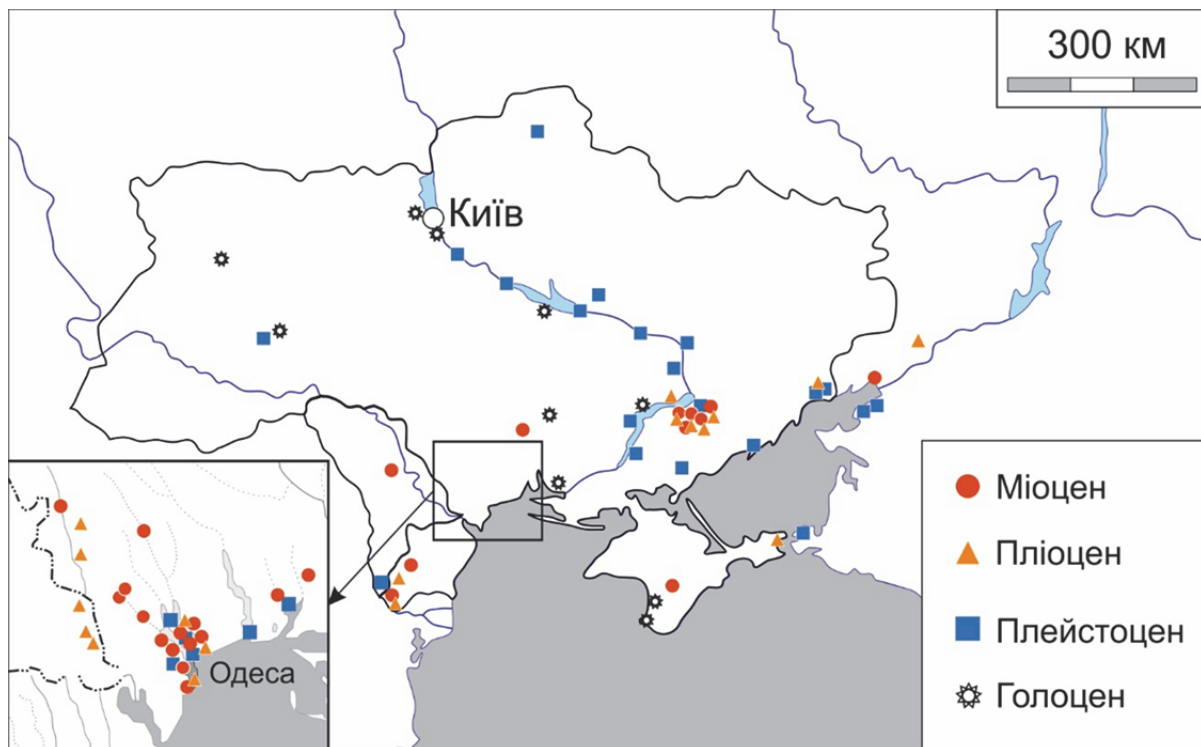 300 км
Київ
Міоцен
Пліоцен
Плейстоцен
Голоцен
Одеса